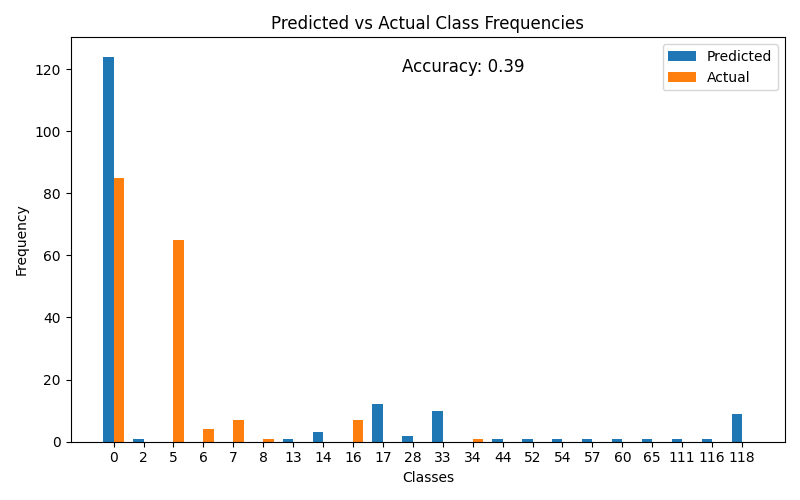 Predicted vs Actual Class Frequencies
Accuracy: 0.39
Predicted
Actual
Frequency
120
100
80
60
40
20
0
0 2 5 6 7 8 13 14 16 17 28 33 34 44 52 54 57 60 65 111 116 118
Classes